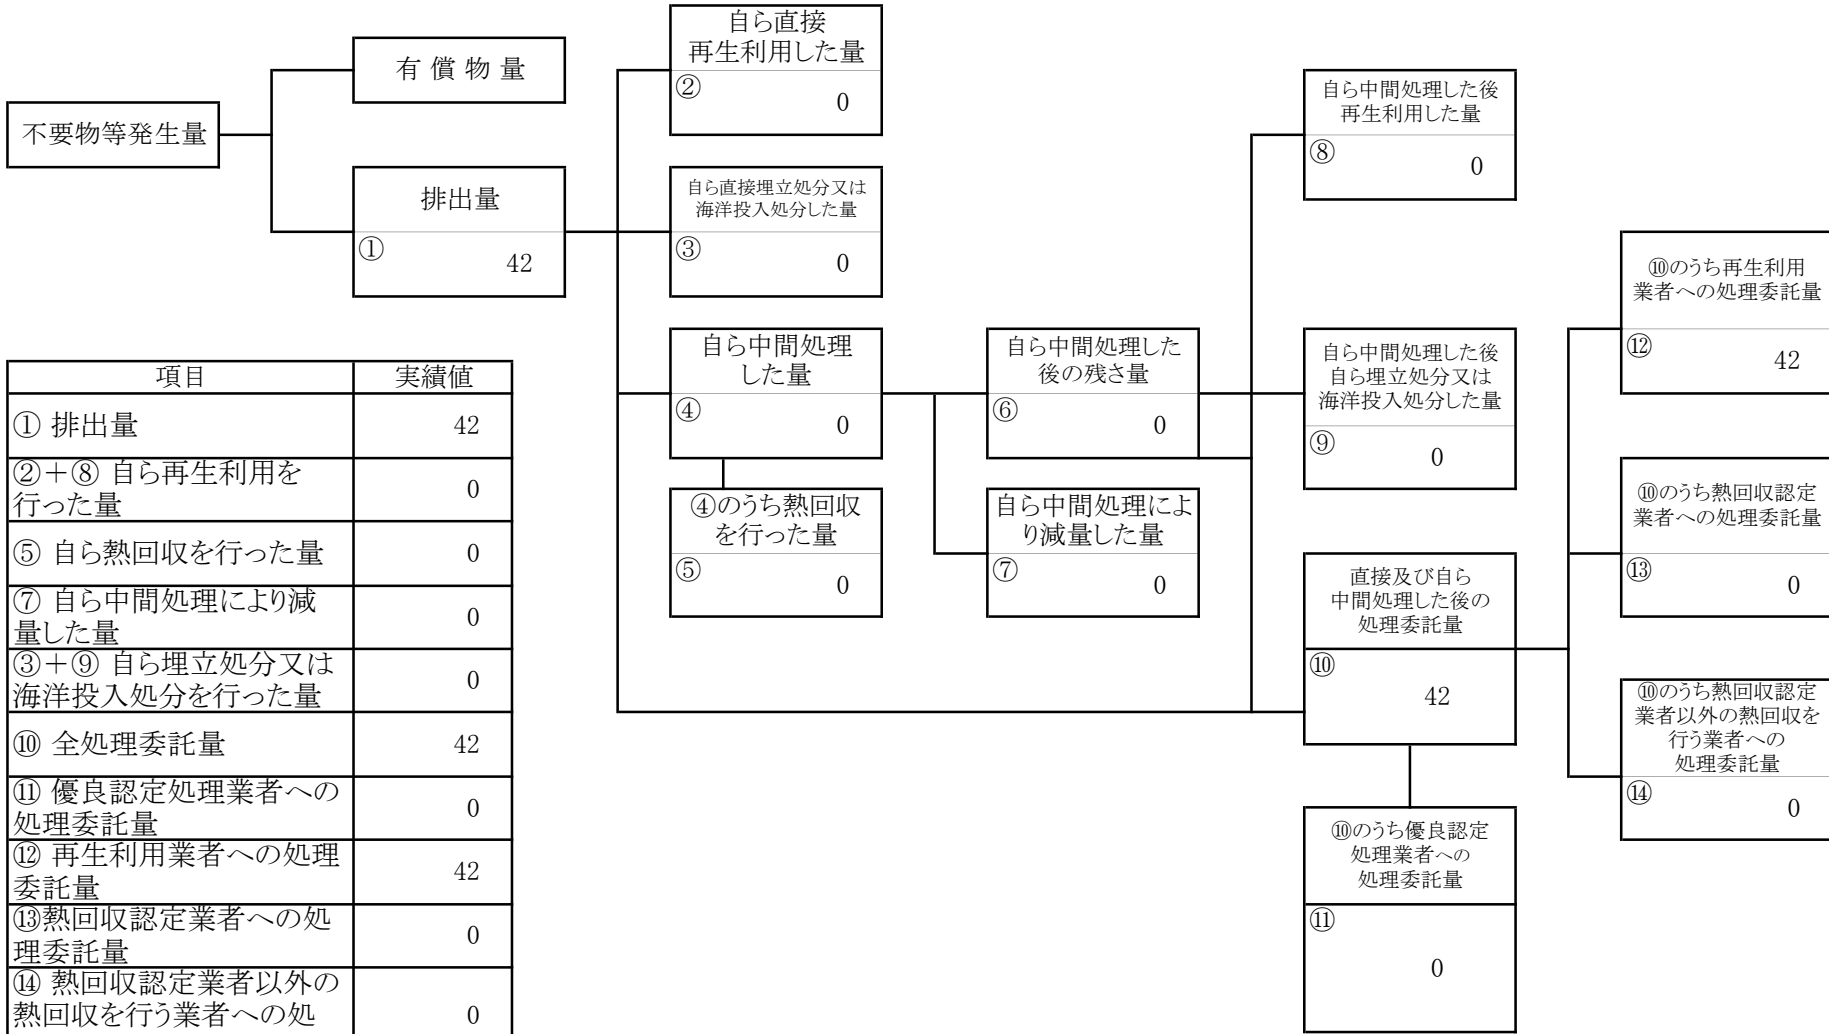 不要物等発生量
有 償 物 量
排出量
①
42
自ら直接
再生利用した量
②
0
自ら直接埋立処分又は
海洋投入処分した量
③
0
自ら中間処理
した量
④
0
④のうち熱回収
を行った量
⑤
0
自ら中間処理した
後の残さ量
⑥
0
自ら中間処理によ
り減量した量
⑦
0
自ら中間処理した後
再生利用した量
⑧
0
自ら中間処理した後
自ら埋立処分又は
海洋投入処分した量
⑨
0
直接及び自ら
中間処理した後の
処理委託量
⑩
42
⑩のうち優良認定
処理業者への
処理委託量
⑪
0
⑩のうち再生利用
業者への処理委託量
⑫
42
⑩のうち熱回収認定
業者への処理委託量
⑬
0
⑩のうち熱回収認定
業者以外の熱回収を
行う業者への
処理委託量
⑭
0
項目 実績値
① 排出量 42
②＋⑧ 自ら再生利用を
行った量 0
⑤ 自ら熱回収を行った量 0
⑦ 自ら中間処理により減
量した量 0
③＋⑨ 自ら埋立処分又は
海洋投入処分を行った量 0
⑩ 全処理委託量 42
⑪ 優良認定処理業者への
処理委託量 0
⑫ 再生利用業者への処理
委託量 42
⑬熱回収認定業者への処
理委託量 0
⑭ 熱回収認定業者以外の
熱回収を行う業者への処 0